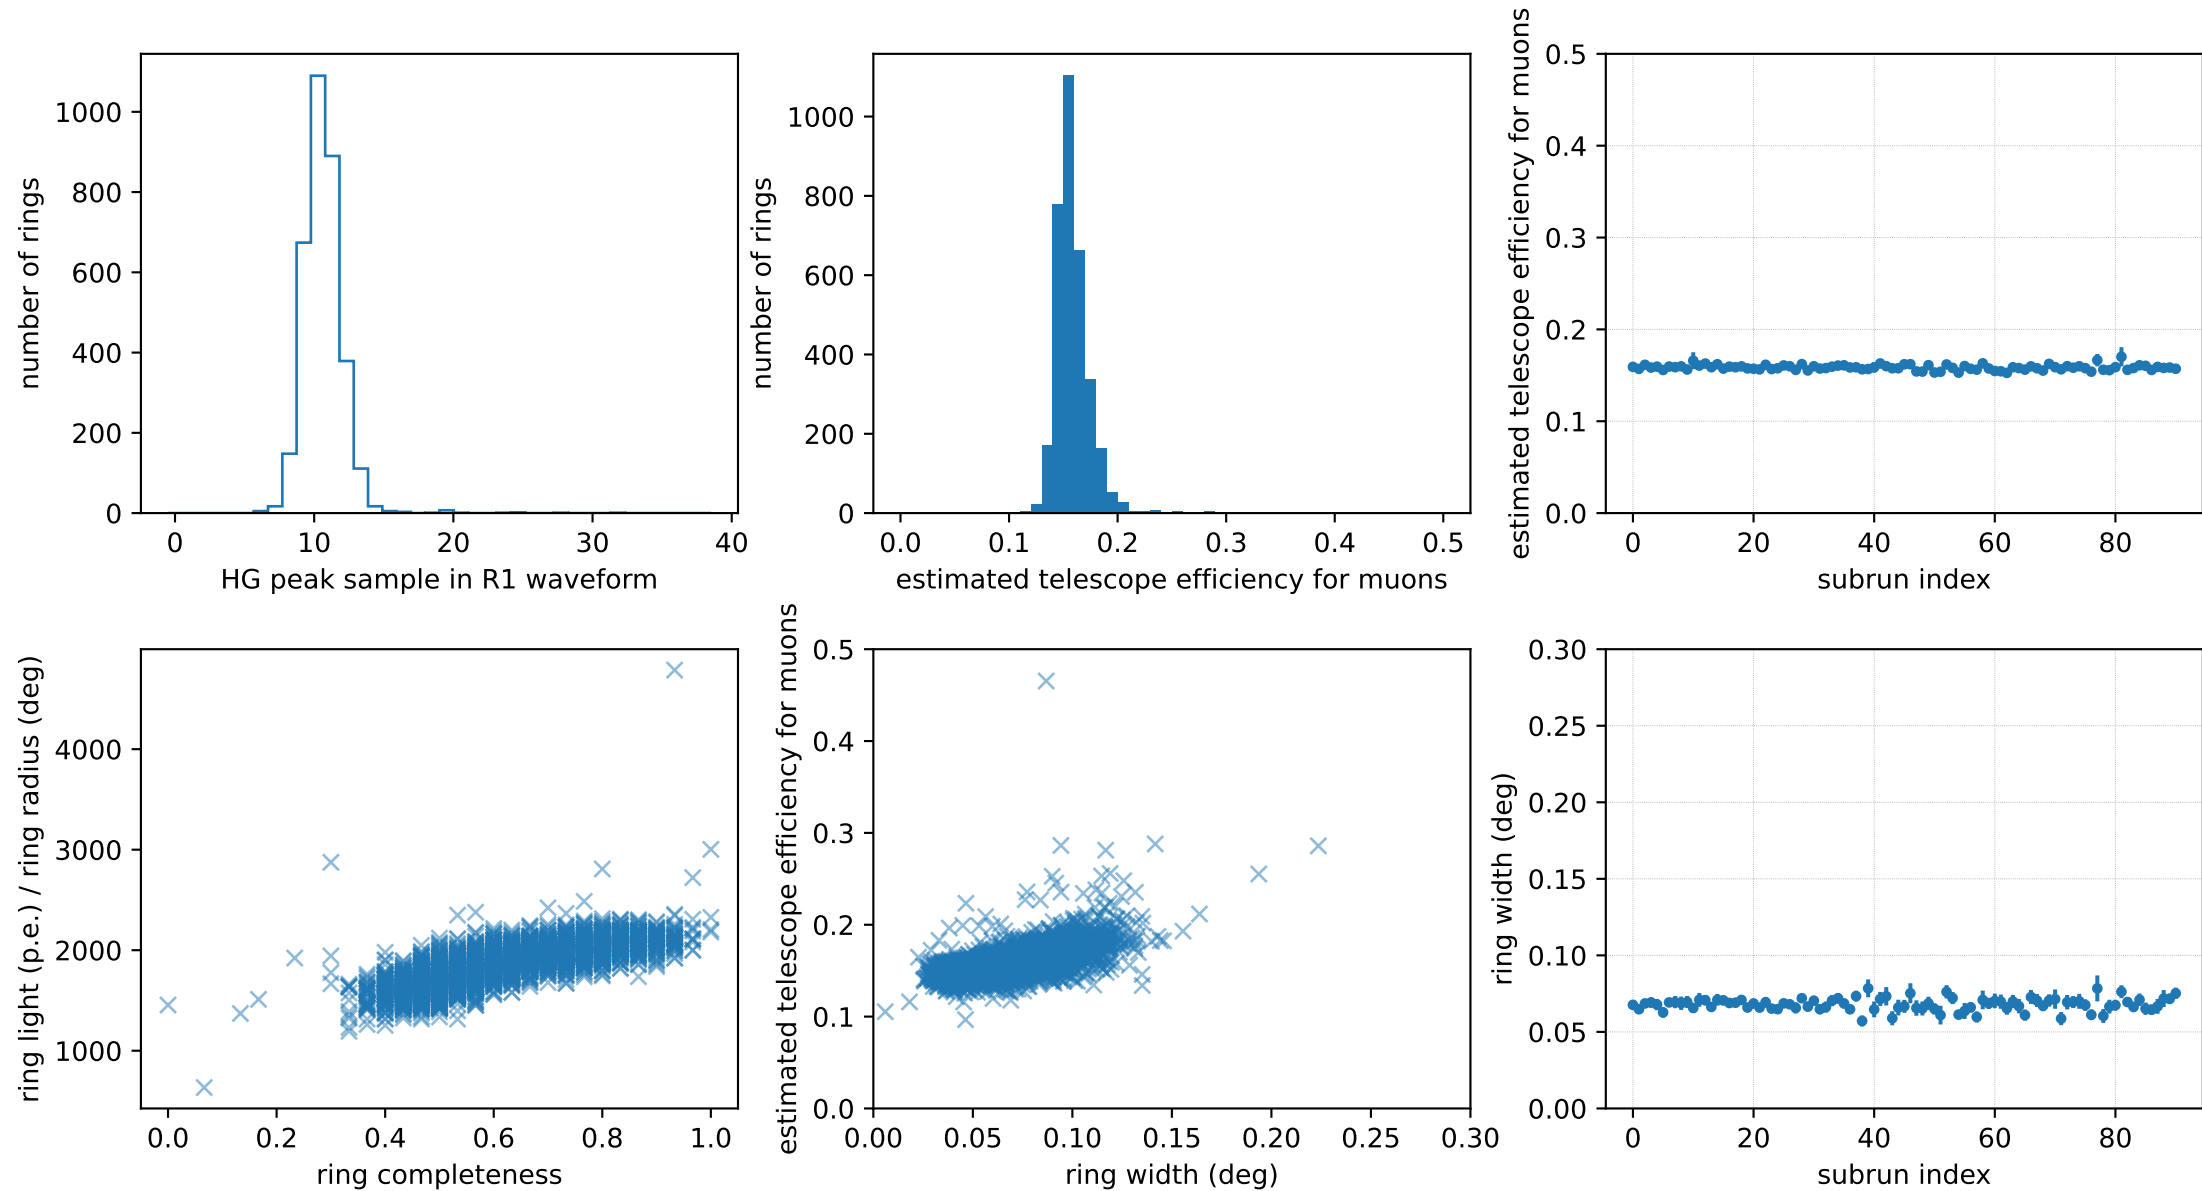 number of rings
1000
800
600
400
200
0
0 10 20 30 40
HG peak sample in R1 waveform
number of rings
1000
800
600
400
200
0
0.0 0.1 0.2 0.3 0.4 0.5
estimated telescope efficiency for muons
estimated telescope efficiency for muons
0.5
0.4
0.3
0.2
0.1
0.0
0 20 40 60 80
subrun index
ring light (p.e.) / ring radius (deg)
4000
3000
2000
1000
0.0 0.2 0.4 0.6 0.8 1.0
ring completeness
estimated telescope efficiency for muons
0.5
0.4
0.3
0.2
0.1
0.0
0.00 0.05 0.10 0.15 0.20 0.25 0.30
ring width (deg)
ring width (deg)
0.30
0.25
0.20
0.15
0.10
0.05
0.00
0 20 40 60 80
subrun index